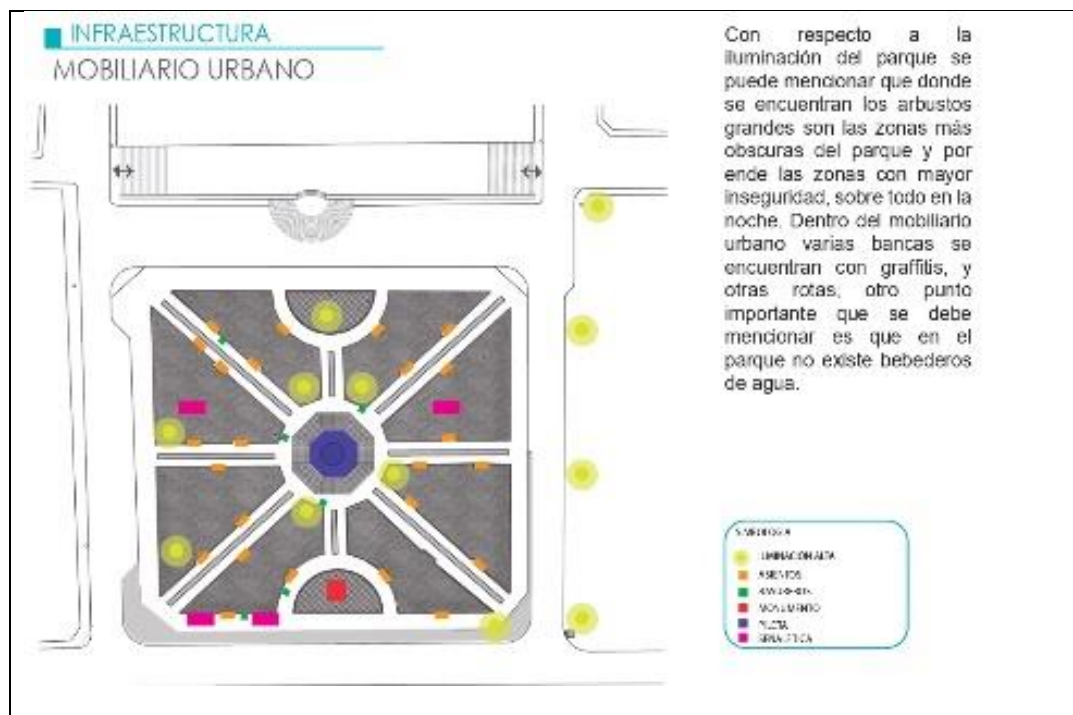 INFRAESTRUCTURA
MOBILIARIO URBANO
Con respecto a la
iluminación del parque se
puede mencionar que donde
se encuentran los arbustos
grandes son las zonas más
obscuras del parque y por
ende las zonas con mayor
inseguridad, sobre todo en la
noche. Dentro del mobiliario
urbano varias bancas se
encuentran con graffitis, y
otras rotas, otro punto
importante que se debe
mencionar es que en el
parque no existe bebederos
de agua.
SIMBOLOGIA
ILUMINACION ALTA
ASIENTOS
BASUREROS
MONUMENTO
PILETA
SEÑALETICA